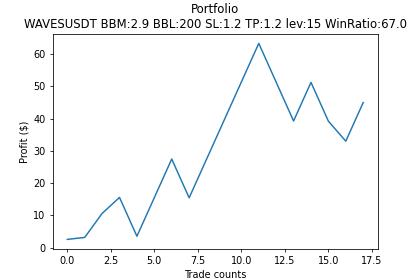 Portfolio
WAVESUSDT BBM:2.9 BBL:200 SL:1.2 TP:1.2 lev:15 WinRatio:67.0
60
50
40
30
20
10
0
Profit ($)
0.0 2.5 5.0 7.5 10.0 12.5 15.0 17.5
Trade counts